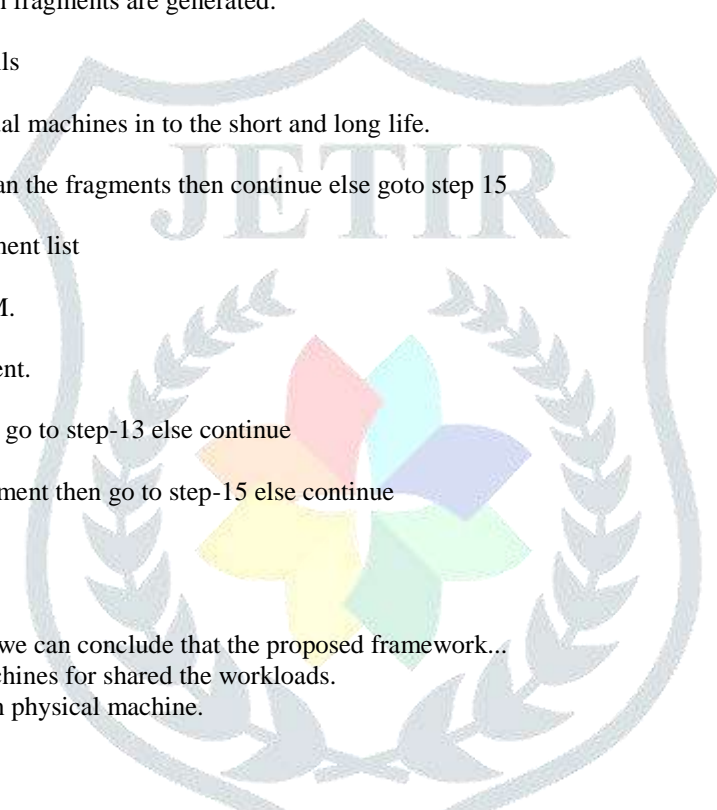 fragments are generated.
ls
al machines in to the short and long life.
an the fragments then continue else goto step 15
JETIR
ent list
M.
ent.
go to step-13 else continue
ment then go to step-15 else continue
we can conclude that the proposed framework...
chines for shared the workloads.
physical machine.